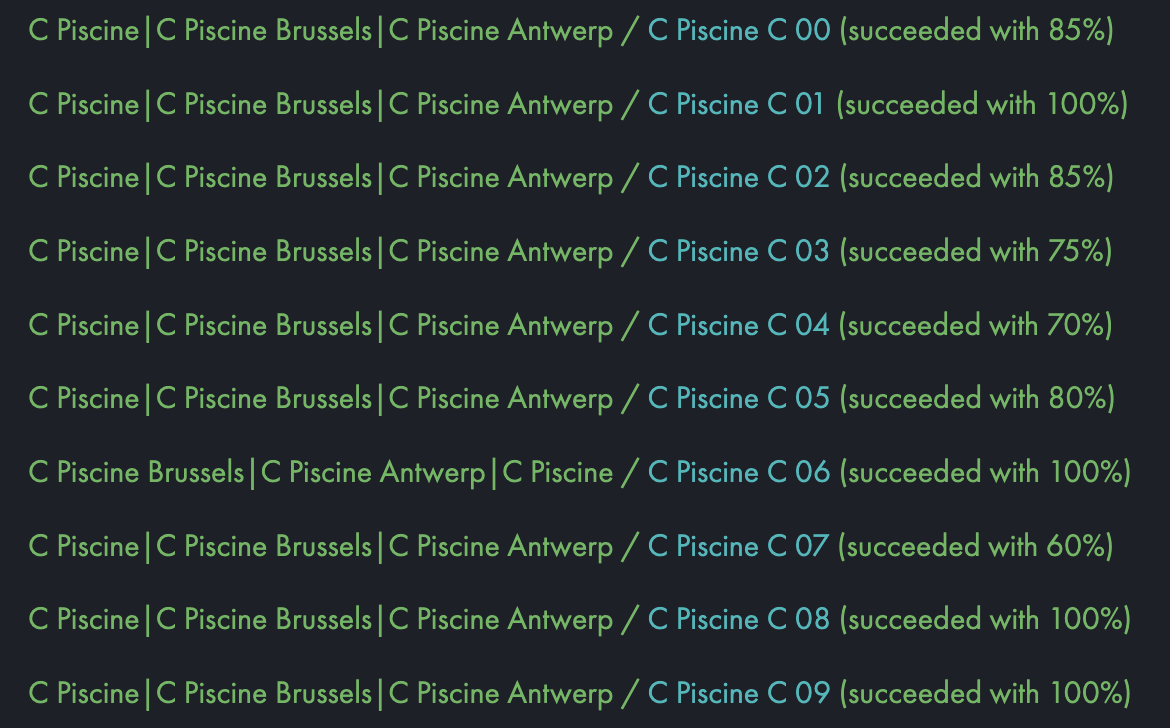 C Piscine|C Piscine Brussels|C Piscine Antwerp / C Piscine C 00 (succeeded with 85%)
C Piscine|C Piscine Brussels|C Piscine Antwerp / C Piscine C 01 (succeeded with 100%)
C Piscine|C Piscine Brussels|C Piscine Antwerp / C Piscine C 02 (succeeded with 85%)
C Piscine|C Piscine Brussels|C Piscine Antwerp / C Piscine C 03 (succeeded with 75%)
C Piscine|C Piscine Brussels|C Piscine Antwerp / C Piscine C 04 (succeeded with 70%)
C Piscine|C Piscine Brussels|C Piscine Antwerp / C Piscine C 05 (succeeded with 80%)
C Piscine Brussels|C Piscine Antwerp|C Piscine / C Piscine C 06 (succeeded with 100%)
C Piscine|C Piscine Brussels|C Piscine Antwerp / C Piscine C 07 (succeeded with 60%)
C Piscine|C Piscine Brussels|C Piscine Antwerp / C Piscine C 08 (succeeded with 100%)
C Piscine|C Piscine Brussels|C Piscine Antwerp / C Piscine C 09 (succeeded with 100%)